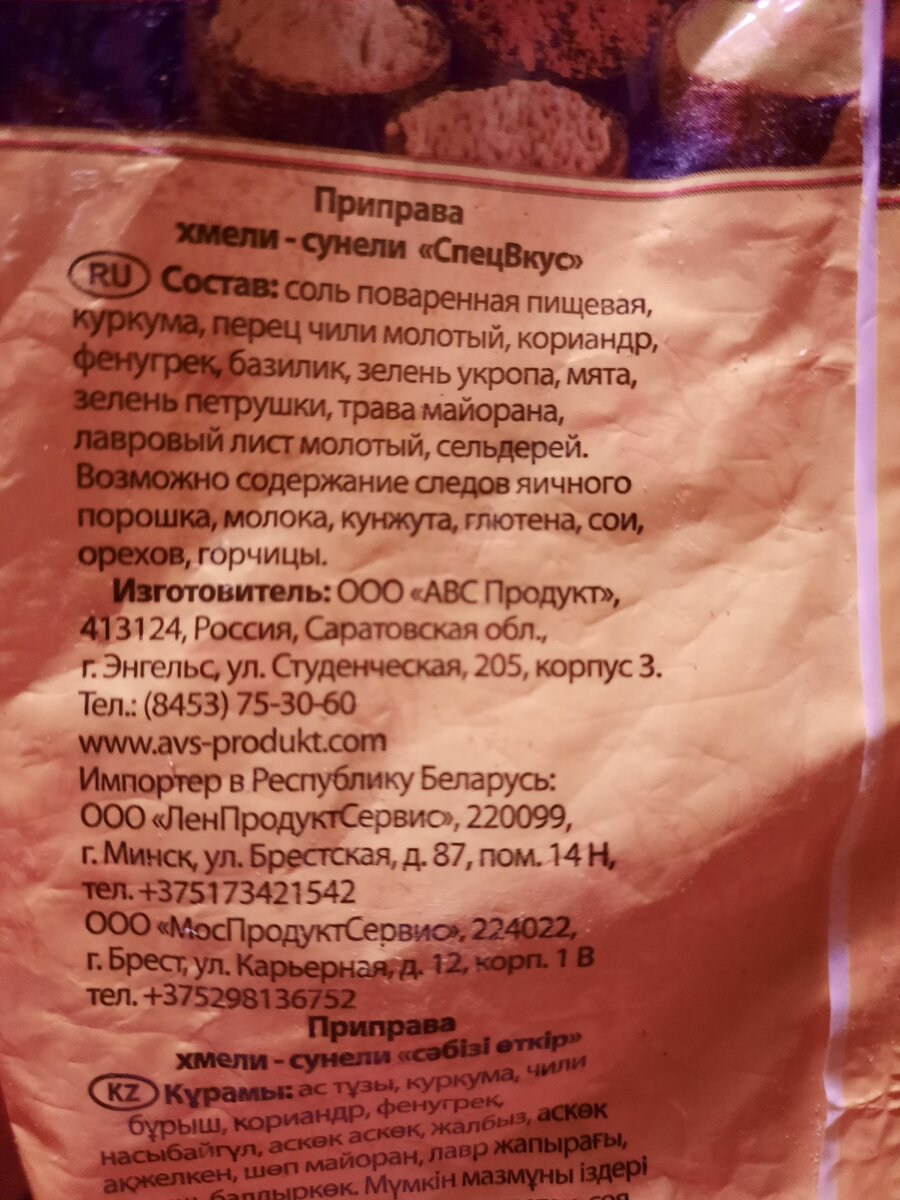 Приправа
хмели - сунели «СпецВкус»
RU Состав: соль поваренная пищевая,
куркума, перец чили молотый, кориандр,
фенугрек, базилик, зелень укропа, мята,
зелень петрушки, трава майорана,
лавровый лист молотый, сельдерей.
Возможно содержание следов яичного
порошка, молока, кунжута, глютена, сои,
орехов, горчицы.
Изготовитель: ООО «АВС Продукт»,
413124, Россия, Саратовская обл.,
г. Энгельс, ул. Студенческая, 205, корпус 3.
Тел.: (8453) 75-30-60
www.avs-produkt.com
Импортер в Республику Беларусь:
ООО «ЛенПродуктСервис», 220099,
г. Минск, ул. Брестская, д. 87, пом. 14 Н,
тел. +375173421542
ООО «МосПродуктСервис», 224022,
г. Брест, ул. Карьерная, д. 12, корп. 1 В
тел. +375298136752
Приправа
хмели - сунели «сәбізі өткір»
KZ Құрамы: ас тұзы, куркума, чили
бұрыш, кориандр, фенугрек,
насыбайгүл, аскөк аскөк, жалбыз, аскөк
ақжелкен, шөп майоран, лавр жапырағы,
балдыркөк. Мүмкін мазмұны іздері